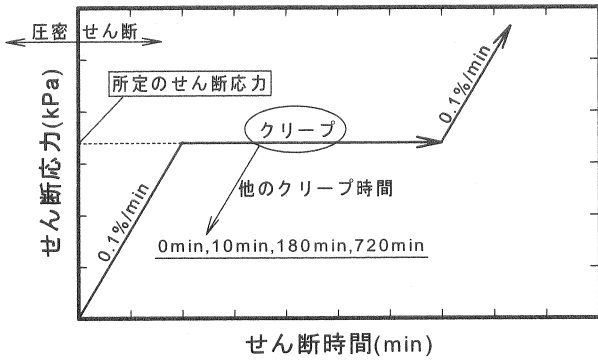 圧密 せん断
所定のせん断応力
せん断応力(kPa)
0.1%/min
クリープ
0.1%/min
他のクリープ時間
0min,10min,180min,720min
せん断時間(min)